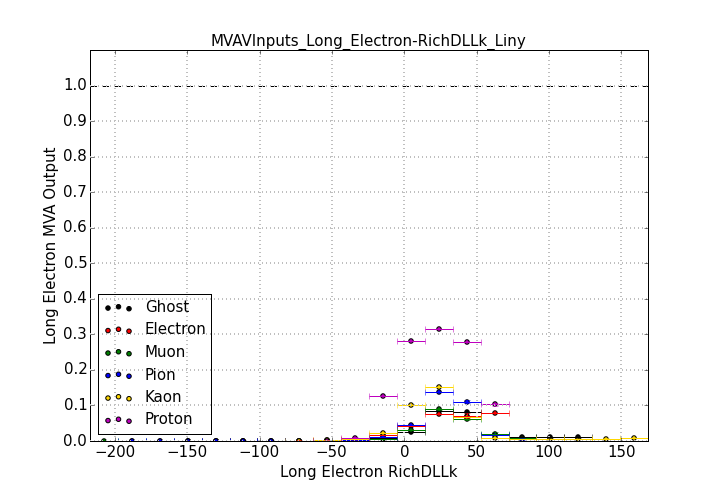 MVAVInputs_Long_Electron-RichDLLk_Liny
Long Electron MVA Output
1.0
0.9
0.8
0.7
0.6
0.5
0.4
0.3
0.2
0.1
0.0
Ghost
Electron
Muon
Pion
Kaon
Proton
−200 −150 −100 −50 0 50 100 150
Long Electron RichDLLk